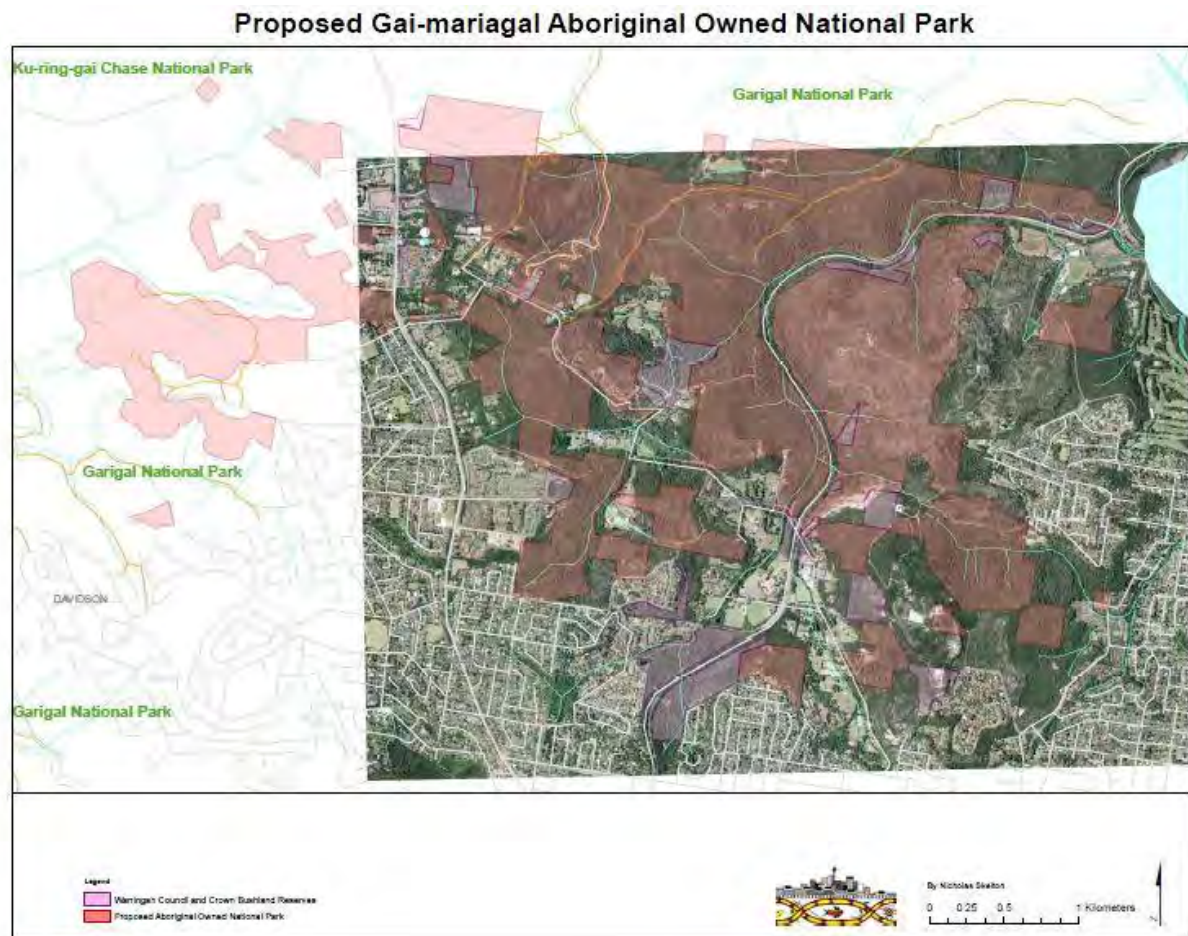 Proposed Gai-mariagal Aboriginal Owned National Park
Ku-ring-gai Chase National Park
Garigal National Park
Garigal National Park
DAVIDSON
Garigal National Park
Legend
Warringah Council and Crown Bushland Reserves
Proposed Aboriginal Owned National Park
By Nicholas Skelton
0 0.25 0.5 1 Kilometers